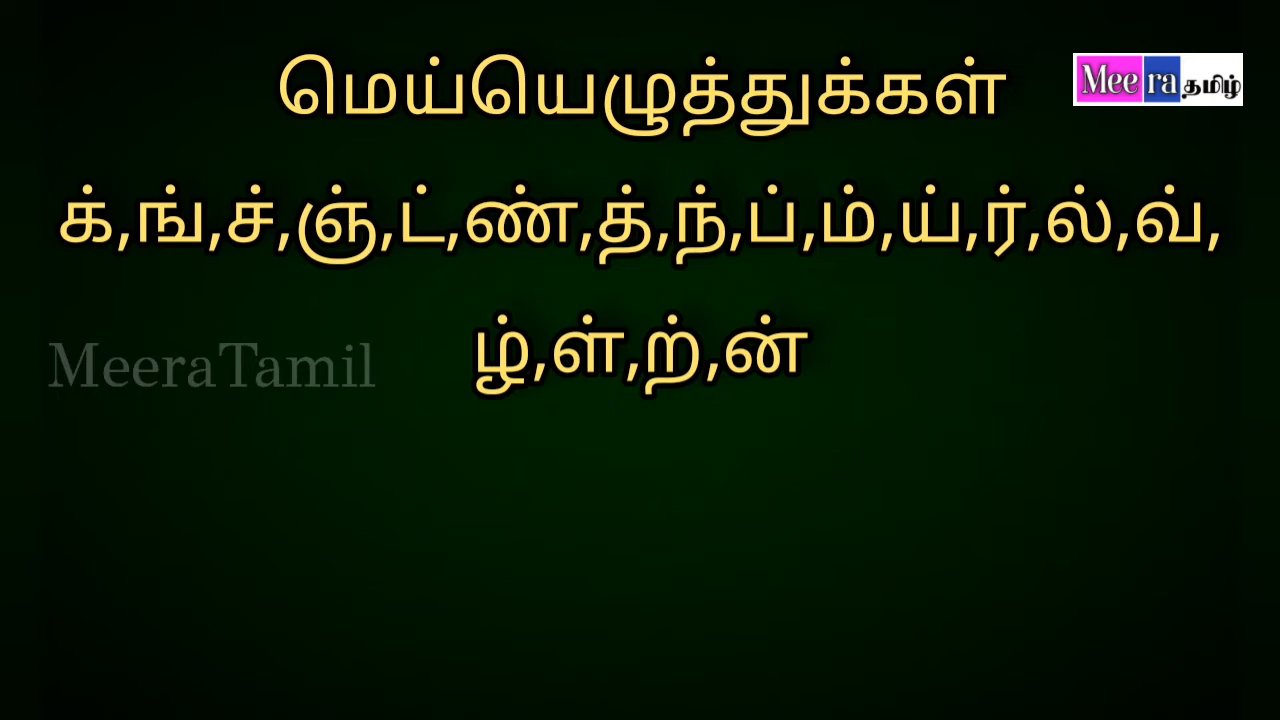 மெய்யெழுத்துக்கள்
Meera தமிழ்
க்,ங்,ச்,ஞ்,ட்,ண்,த்,ந்,ப்,ம்,ய்,ர்,ல்,வ்,
ழ்,ள்,ற்,ன்
MeeraTamil